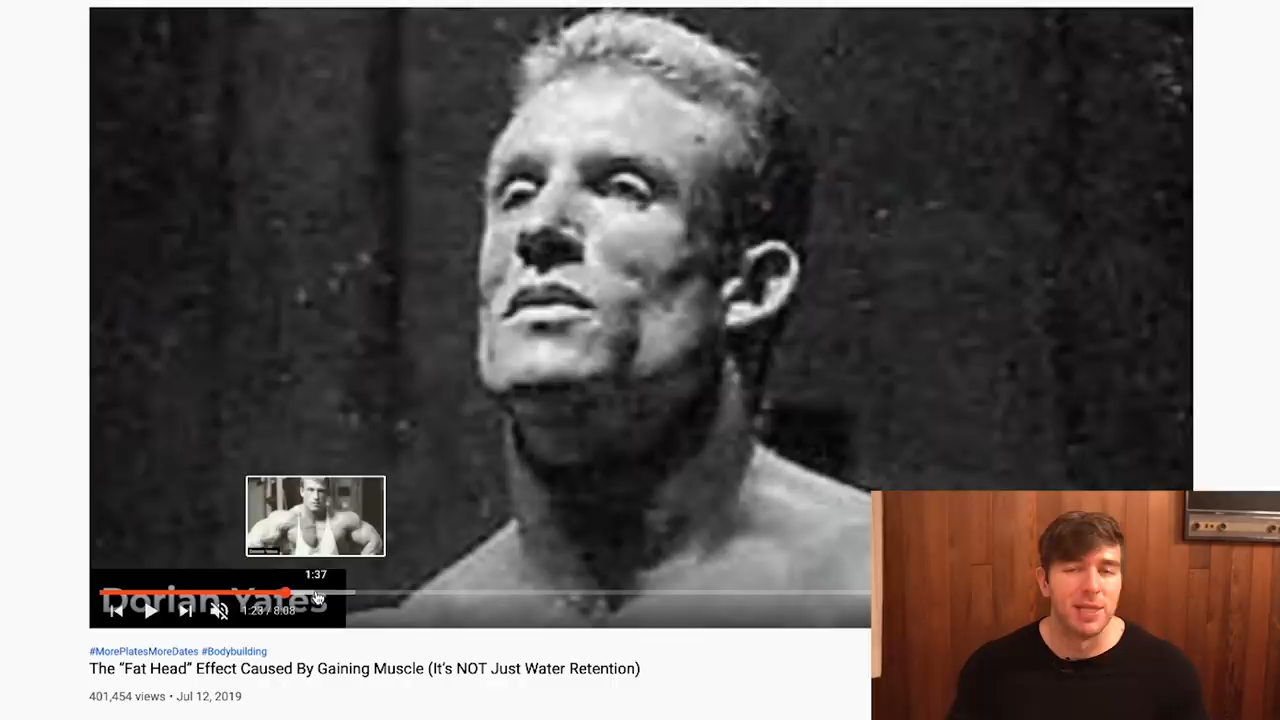 1:37
Dorian Yates
1:23 / 8:08
#MorePlatesMoreDates #Bodybuilding
The “Fat Head” Effect Caused By Gaining Muscle (It’s NOT Just Water Retention)
401,454 views • Jul 12, 2019